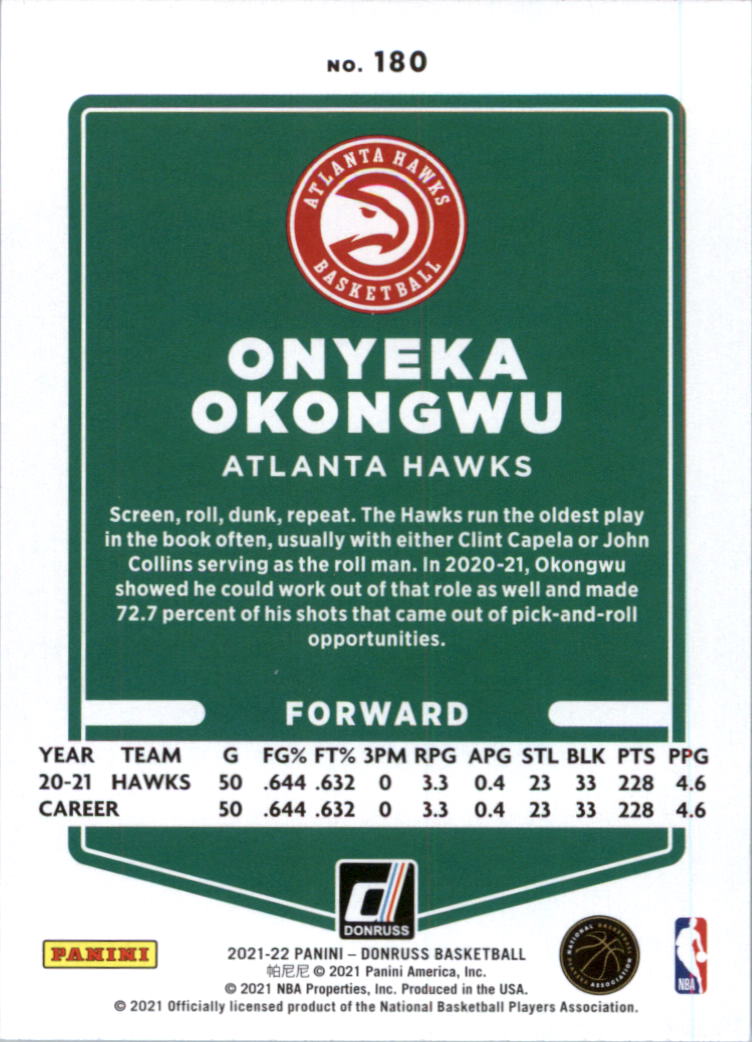 NO. 180
ATLANTA HAWKS
BASKETBALL
ONYEKA
OKONGWU
ATLANTA HAWKS
Screen, roll, dunk, repeat. The Hawks run the oldest play
in the book often, usually with either Clint Capela or John
Collins serving as the roll man. In 2020-21, Okongwu
showed he could work out of that role as well and made
72.7 percent of his shots that came out of pick-and-roll
opportunities.
FORWARD
YEAR TEAM G FG% FT% 3PM RPG APG STL BLK PTS PPG
20-21 HAWKS 50 .644 .632 0 3.3 0.4 23 33 228 4.6
CAREER 50 .644 .632 0 3.3 0.4 23 33 228 4.6
DONRUSS
PANINI
2021-22 PANINI – DONRUSS BASKETBALL
帕尼尼 © 2021 Panini America, Inc.
© 2021 NBA Properties, Inc. Produced in the USA.
© 2021 Officially licensed product of the National Basketball Players Association.
NATIONAL BASKETBALL
PLAYERS ASSOCIATION
NBA